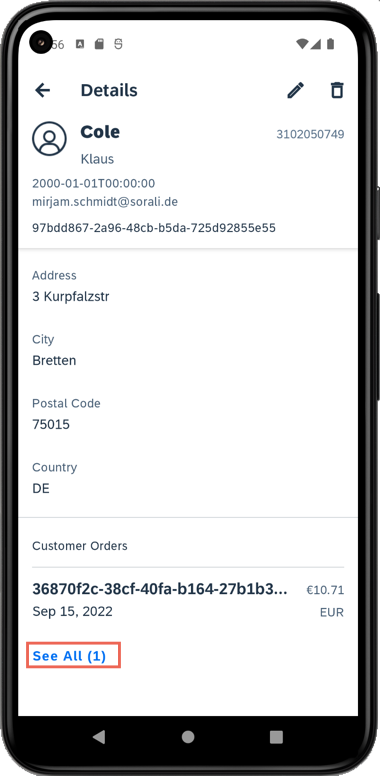 56
Details
Cole
3102050749
Klaus
2000-01-01T00:00:00
mirjam.schmidt@sorali.de
97bdd867-2a96-48cb-b5da-725d92855e55
Address
3 Kurpfalzstr
City
Bretten
Postal Code
75015
Country
DE
Customer Orders
36870f2c-38cf-40fa-b164-27b1b3...
€10.71
Sep 15, 2022
EUR
See All (1)